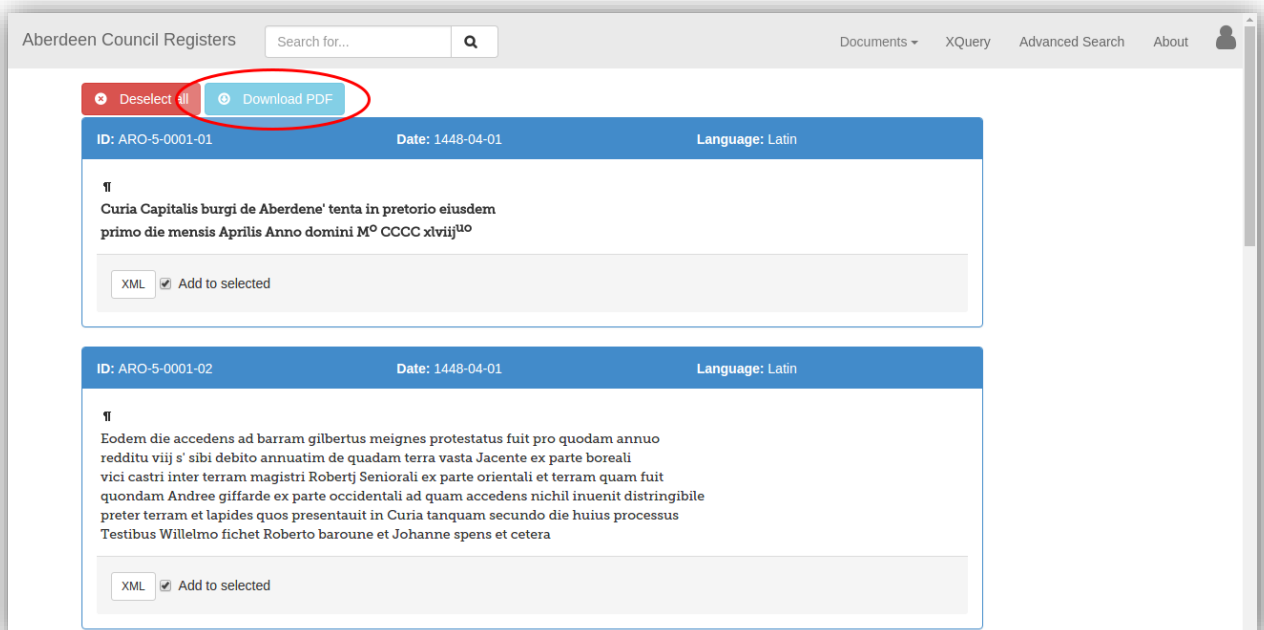 Aberdeen Council Registers Search for... Documents XQuery Advanced Search About
Deselect all Download PDF
ID: ARO-5-0001-01 Date: 1448-04-01 Language: Latin
¶
Curia Capitalis burgi de Aberdene' tenta in pretorio eiusdem
primo die mensis Aprilis Anno domini Mº CCCC xlviijᵘᵒ
XML Add to selected
ID: ARO-5-0001-02 Date: 1448-04-01 Language: Latin
¶
Eodem die accedens ad barram gilbertus meignes protestatus fuit pro quodam annuo
redditu viij s' sibi debito annuatim de quadam terra vasta Jacente ex parte boreali
vici castri inter terram magistri Robertj Seniorali ex parte orientali et terram quam fuit
quondam Andree giffarde ex parte occidentali ad quam accedens nichil inuenit distringibile
preter terram et lapides quos presentauit in Curia tanquam secundo die huius processus
Testibus Willelmo fichet Roberto baroune et Johanne spens et cetera
XML Add to selected